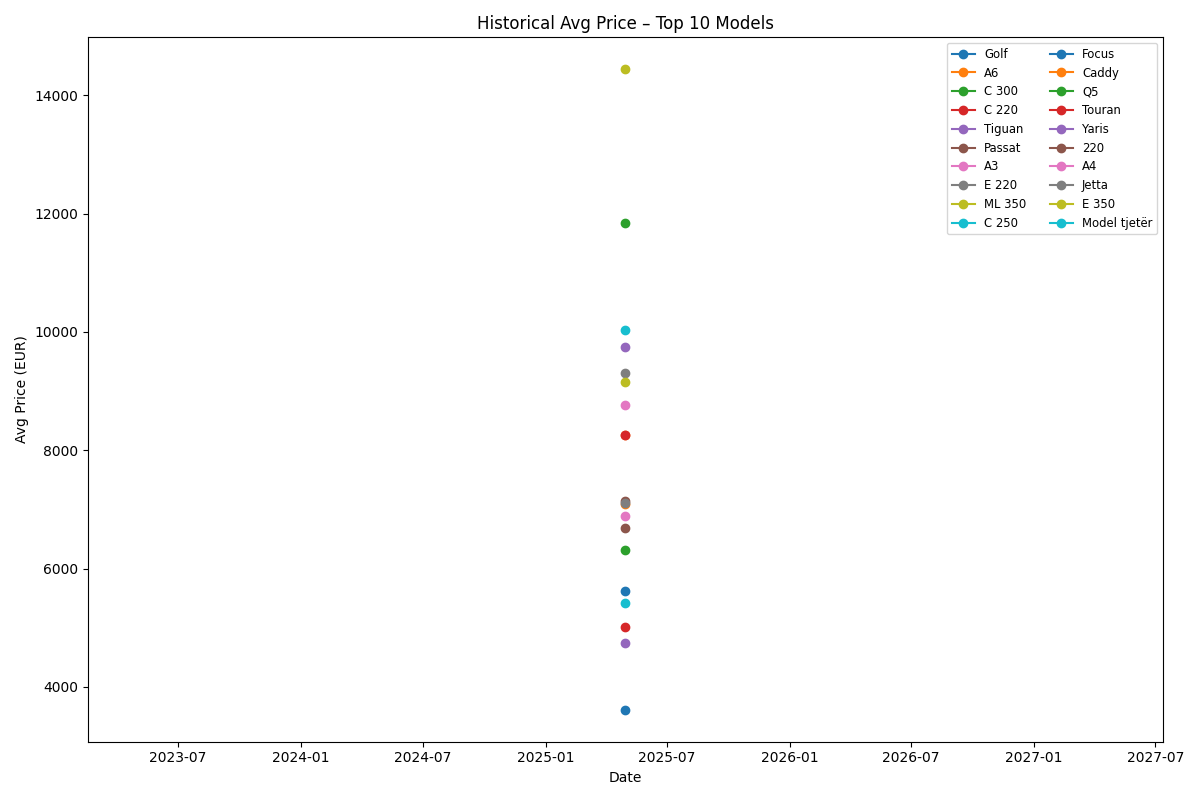 Historical Avg Price – Top 10 Models
Avg Price (EUR)
14000
12000
10000
8000
6000
4000
Golf
A6
C 300
C 220
Tiguan
Passat
A3
E 220
ML 350
C 250
Focus
Caddy
Q5
Touran
Yaris
220
A4
Jetta
E 350
Model tjetër
2023-07
2024-01
2024-07
2025-01
2025-07
2026-01
2026-07
2027-01
2027-07
Date